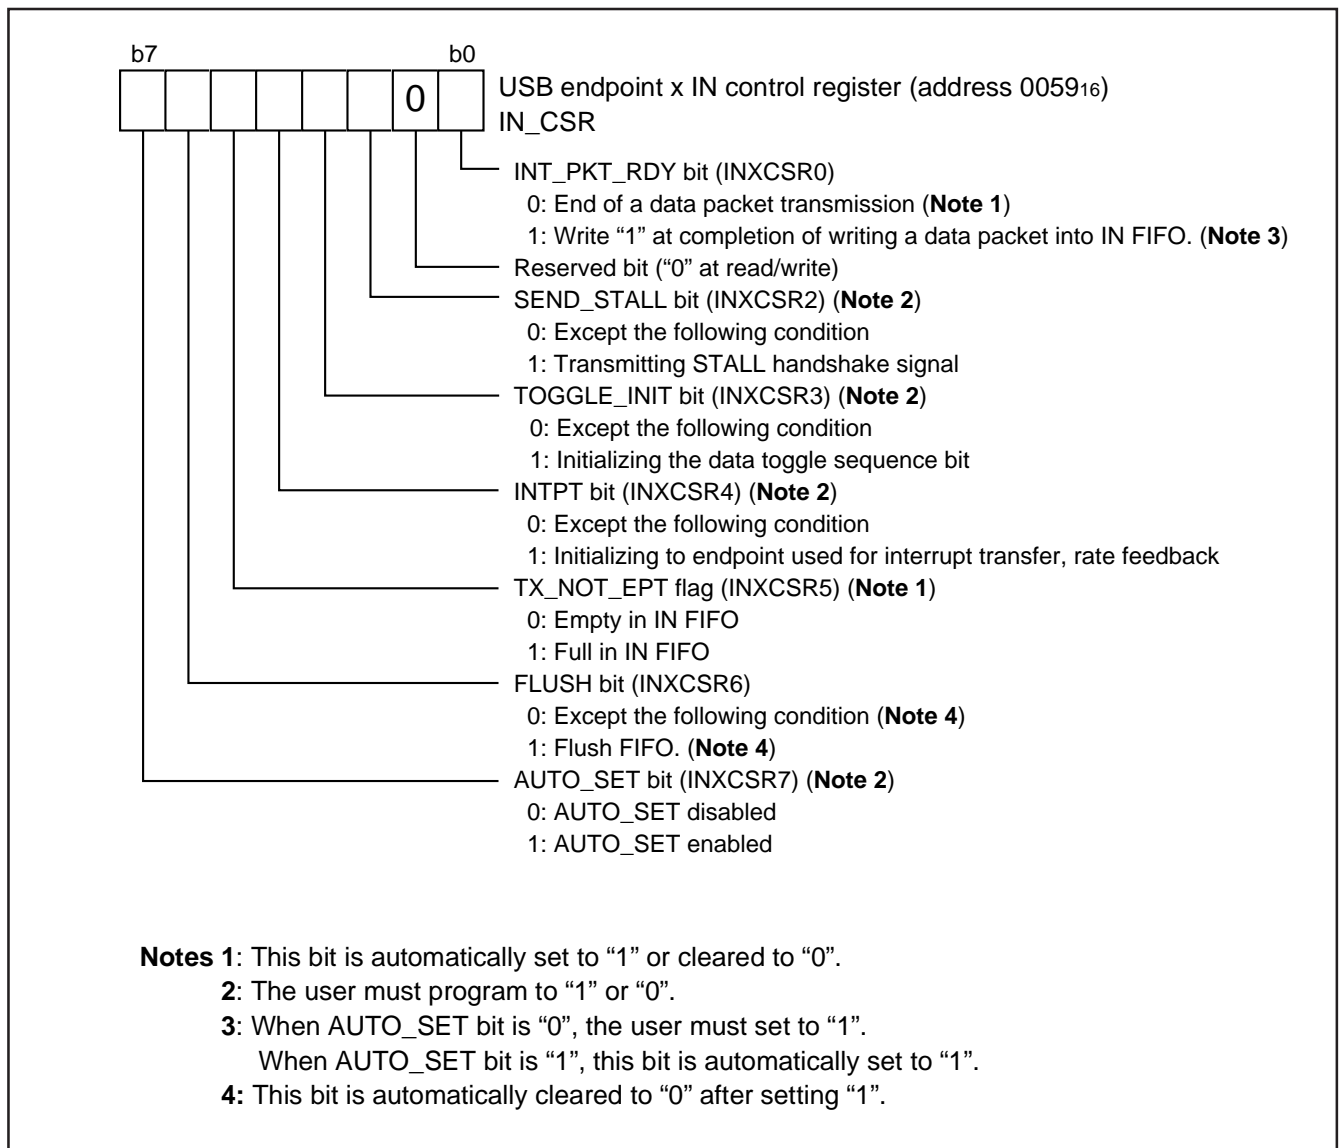 b7 b0
0
USB endpoint x IN control register (address 005916)
IN_CSR
INT_PKT_RDY bit (INXCSR0)
0: End of a data packet transmission (Note 1)
1: Write “1” at completion of writing a data packet into IN FIFO. (Note 3)
Reserved bit (“0” at read/write)
SEND_STALL bit (INXCSR2) (Note 2)
0: Except the following condition
1: Transmitting STALL handshake signal
TOGGLE_INIT bit (INXCSR3) (Note 2)
0: Except the following condition
1: Initializing the data toggle sequence bit
INTPT bit (INXCSR4) (Note 2)
0: Except the following condition
1: Initializing to endpoint used for interrupt transfer, rate feedback
TX_NOT_EPT flag (INXCSR5) (Note 1)
0: Empty in IN FIFO
1: Full in IN FIFO
FLUSH bit (INXCSR6)
0: Except the following condition (Note 4)
1: Flush FIFO. (Note 4)
AUTO_SET bit (INXCSR7) (Note 2)
0: AUTO_SET disabled
1: AUTO_SET enabled
Notes 1: This bit is automatically set to “1” or cleared to “0”.
2: The user must program to “1” or “0”.
3: When AUTO_SET bit is “0”, the user must set to “1”.
When AUTO_SET bit is “1”, this bit is automatically set to “1”.
4: This bit is automatically cleared to “0” after setting “1”.